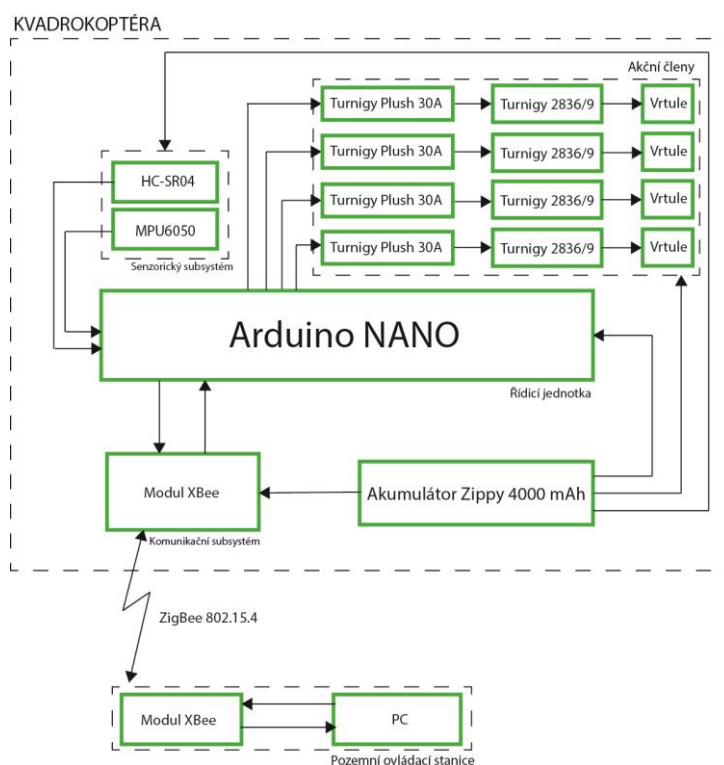 KVADROKOPTÉRA
Akční členy
Turnigy Plush 30A
Turnigy 2836/9
Vrtule
Turnigy Plush 30A
Turnigy 2836/9
Vrtule
Turnigy Plush 30A
Turnigy 2836/9
Vrtule
Turnigy Plush 30A
Turnigy 2836/9
Vrtule
HC-SR04
MPU6050
Senzorický subsystém
Arduino NANO
Řídicí jednotka
Modul XBee
Komunikační subsystém
Akumulátor Zippy 4000 mAh
ZigBee 802.15.4
Modul XBee
PC
Pozemní ovládací stanice